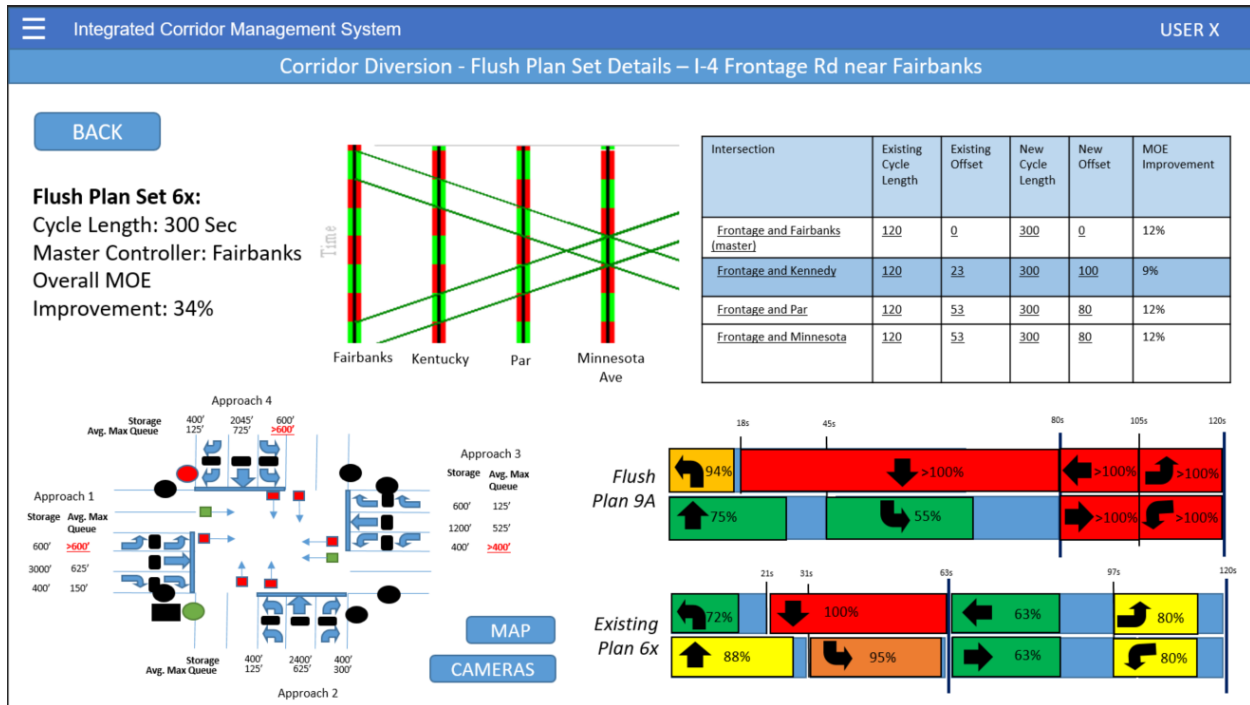 Integrated Corridor Management System
USER X
Corridor Diversion - Flush Plan Set Details – I-4 Frontage Rd near Fairbanks
BACK
Flush Plan Set 6x:
Cycle Length: 300 Sec
Master Controller: Fairbanks
Overall MOE
Improvement: 34%
Time
Fairbanks
Kentucky
Par
Minnesota
Ave
Intersection Existing Cycle Length Existing Offset New Cycle Length New Offset MOE Improvement
Frontage and Fairbanks (master) 120 0 300 0 12%
Frontage and Kennedy 120 23 300 100 9%
Frontage and Par 120 53 300 80 12%
Frontage and Minnesota 120 53 300 80 12%
Approach 4
Storage 400' 2045' 600'
Avg. Max Queue 125' 725' >600'
Approach 3
Storage Avg. Max
Queue
600' 125'
1200' 525'
400' >400'
Approach 1
Storage Avg. Max
Queue
600' >600'
3000' 625'
400' 150'
Storage 400' 2400' 400'
Avg. Max Queue 125' 625' 300'
Approach 2
MAP
CAMERAS
18s 45s 80s 105s 120s
Flush
Plan 9A
94% >100% >100% >100%
75% 55% >100% >100%
21s 31s 63s 97s 120s
Existing
Plan 6x
72% 100% 63% 80%
88% 95% 63% 80%